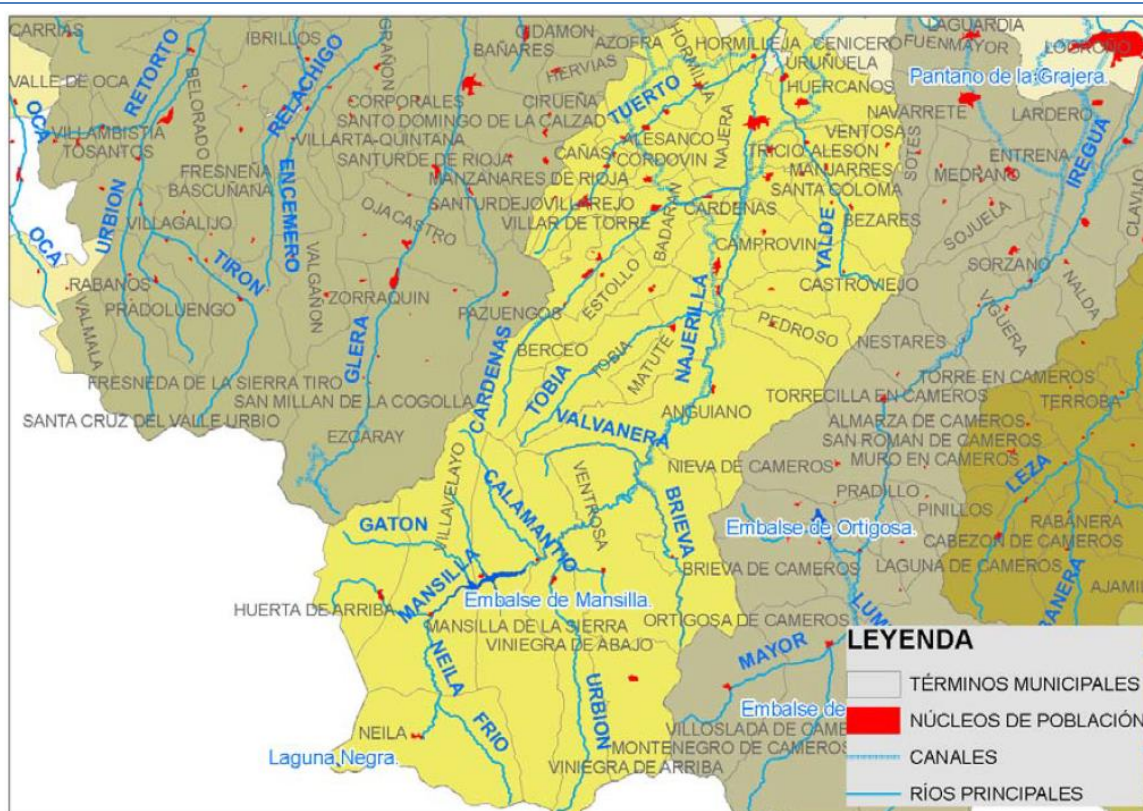 CARRIAS
IBRILLOS
GRAÑON
CIDAMON
BAÑARES
AZOFRA
HERVIAS
HORMILLA
HORMILLEJA
CENICERO
URUÑUELA
HUERCANOS
FUENMAYOR
LAGUARDIA
LOGROÑO
Pantano de la Grajera.
VALLE DE OCA
OCA
RETORTO
BELORADO
RELACHIGO
CORPORALES
CIRUEÑA
SANTO DOMINGO DE LA CALZAD
TUERTO
NAJERA
NAVARRETE
LARDERO
VILLAMBISTIA
TOSANTOS
VILLARTA-QUINTANA
ALESANCO
CAÑAS
CORDOVIN
TRICIO
ALESON
VENTOSA
SOTES
ENTRENA
IREGUA
FRESNEÑA
BASCUÑANA
SANTURDE DE RIOJA
MANZANARES DE RIOJA
MANJARRES
MEDRANO
SANTA COLOMA
CLAVIJO
URBION
VILLAGALIJO
ENCEMERO
OJACASTRO
SANTURDEJO
VILLAREJO
VILLAR DE TORRE
BADARAN
CARDENAS
BEZARES
SOJUELA
OCA
TIRON
VALGAÑON
CAMPROVIN
YALDE
SORZANO
RABANOS
VALMALA
PRADOLUENGO
ZORRAQUIN
PAZUENGOS
ESTOLLO
CASTROVIEJO
NALDA
VIGUERA
GLERA
CARDENAS
BERCEO
TOBIA
TOBIA
MATUTE
NAJERILLA
PEDROSO
NESTARES
FRESNEDA DE LA SIERRA TIRO
SAN MILLAN DE LA COGOLLA
TORRE EN CAMEROS
TORRECILLA EN CAMEROS
TERROBA
SANTA CRUZ DEL VALLE URBIO
EZCARAY
VALVANERA
ANGUIANO
ALMARZA DE CAMEROS
SAN ROMAN DE CAMEROS
NIEVA DE CAMEROS
MURO EN CAMEROS
LEZA
VILLAVELAYO
CALAMANTIO
VENTROSA
BRIEVA
PRADILLO
PINILLOS
RABANERA
GATON
Embalse de Ortigosa.
CABEZON DE CAMEROS
BRIEVA DE CAMEROS
LAGUNA DE CAMEROS
AJAMIL
MANSILLA
Embalse de Mansilla.
HUERTA DE ARRIBA
MANSILLA DE LA SIERRA
ORTIGOSA DE CAMEROS
VINIEGRA DE ABAJO
NEILA
MAYOR
URBION
FRIO
NEILA
Laguna Negra.
VILLOSLADA DE CAME
Embalse de
MONTENEGRO DE CAMEROS
VINIEGRA DE ARRIBA
LEYENDA
TÉRMINOS MUNICIPALES
NÚCLEOS DE POBLACIÓN
CANALES
RÍOS PRINCIPALES